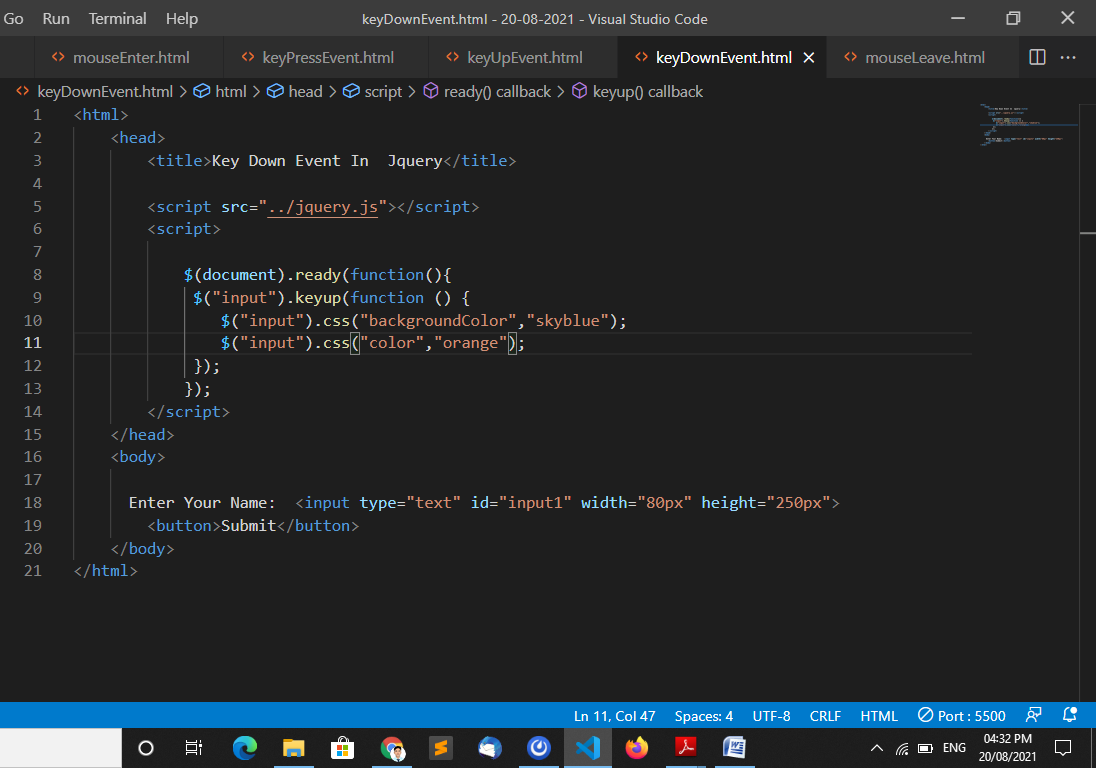 Go Run Terminal Help keyDownEvent.html - 20-08-2021 - Visual Studio Code
mouseEnter.html keyPressEvent.html keyUpEvent.html keyDownEvent.html mouseLeave.html
keyDownEvent.html > html > head > script > ready() callback > keyup() callback
1 <html>
2 <head>
3 <title>Key Down Event In  Jquery</title>
4
5 <script src="../jquery.js"></script>
6 <script>
7
8 $(document).ready(function(){
9 $("input").keyup(function () {
10 $("input").css("backgroundColor","skyblue");
11 $("input").css("color","orange");
12 });
13 });
14 </script>
15 </head>
16 <body>
17
18 Enter Your Name:  <input type="text" id="input1" width="80px" height="250px">
19 <button>Submit</button>
20 </body>
21 </html>
Ln 11, Col 47 Spaces: 4 UTF-8 CRLF HTML Port : 5500
ENG 04:32 PM
20/08/2021